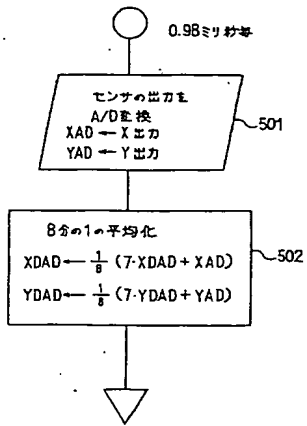 0.98ミリ秒毎
センサの出力を
A/D変換
XAD ← X出力
YAD ← Y出力
501
8分の1の平均化
XDAD ← 1/8 (7・XDAD + XAD)
YDAD ← 1/8 (7・YDAD + YAD)
502